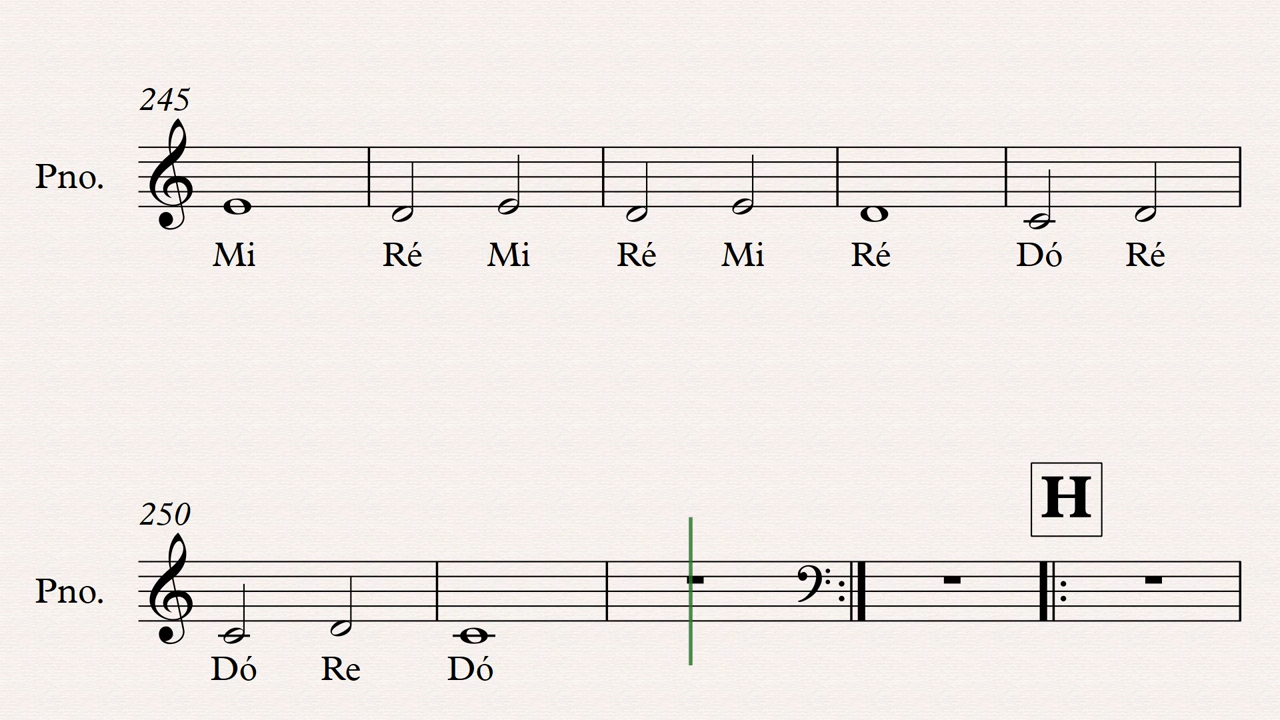 245
Pno.
Mi Ré Mi Ré Mi Ré Dó Ré
H
250
Pno.
Dó Re Dó